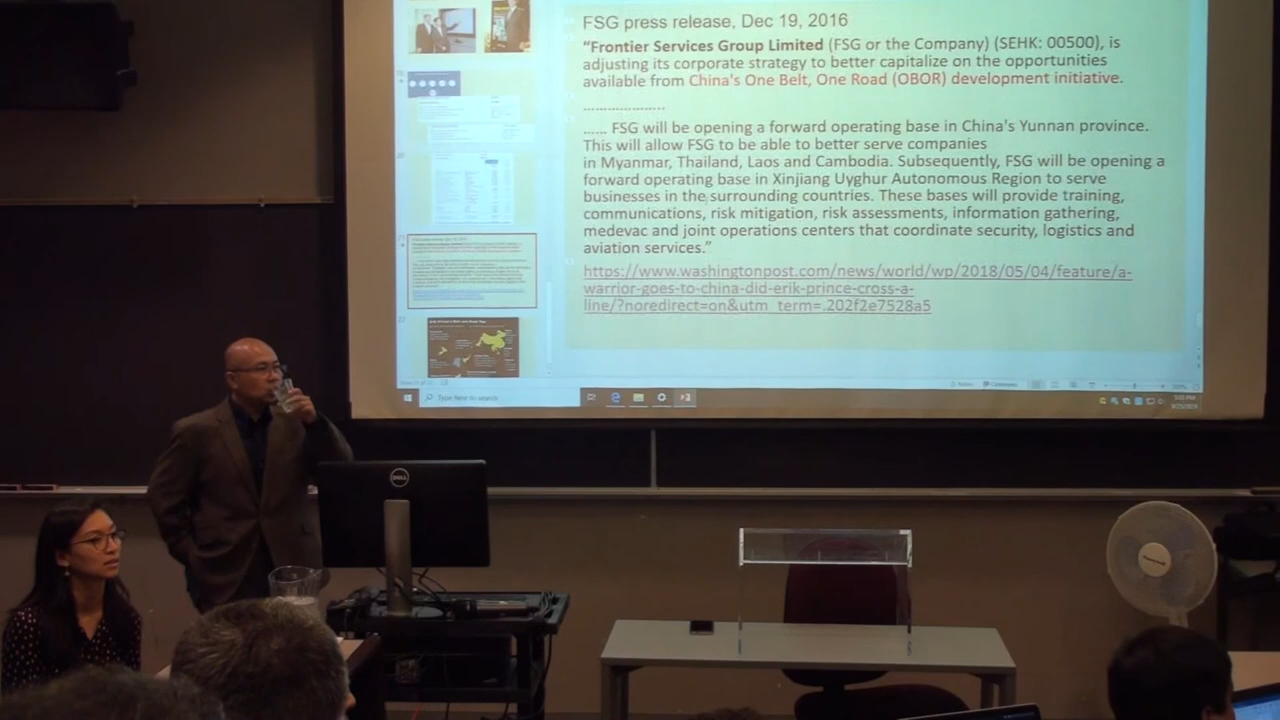 FSG press release, Dec 19, 2016
“Frontier Services Group Limited (FSG or the Company) (SEHK: 00500), is
adjusting its corporate strategy to better capitalize on the opportunities
available from China's One Belt, One Road (OBOR) development initiative.
………………..
…… FSG will be opening a forward operating base in China's Yunnan province.
This will allow FSG to be able to better serve companies
in Myanmar, Thailand, Laos and Cambodia. Subsequently, FSG will be opening a
forward operating base in Xinjiang Uyghur Autonomous Region to serve
businesses in the surrounding countries. These bases will provide training,
communications, risk mitigation, risk assessments, information gathering,
medevac and joint operations centers that coordinate security, logistics and
aviation services.”
https://www.washingtonpost.com/news/world/wp/2018/05/04/feature/a-
warrior-goes-to-china-did-erik-prince-cross-a-
line/?noredirect=on&utm_term=.202f2e7528a5
Type here to search
DELL